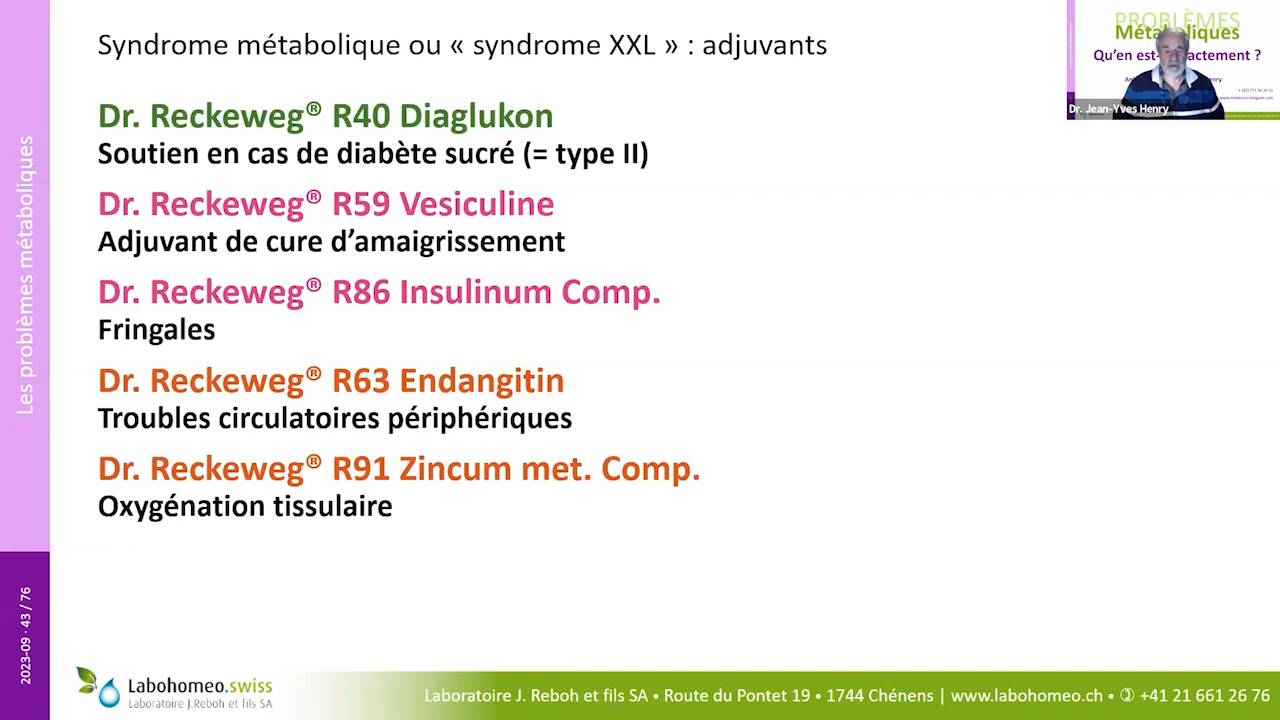 Syndrome métabolique ou « syndrome XXL » : adjuvants
Dr. Reckeweg® R40 Diaglukon
Soutien en cas de diabète sucré (= type II)
Dr. Reckeweg® R59 Vesiculine
Adjuvant de cure d’amaigrissement
Dr. Reckeweg® R86 Insulinum Comp.
Fringales
Dr. Reckeweg® R63 Endangitin
Troubles circulatoires périphériques
Dr. Reckeweg® R91 Zincum met. Comp.
Oxygénation tissulaire
Les problèmes métaboliques
2023-09 · 43 / 76
PROBLÈMES
Métaboliques
Qu’en est- actement ?
Dr. Jean-Yves Henry
Labohomeo.swiss
Laboratoire J.Reboh et fils SA
Laboratoire J. Reboh et fils SA • Route du Pontet 19 • 1744 Chénens | www.labohomeo.ch • ✆ +41 21 661 26 76